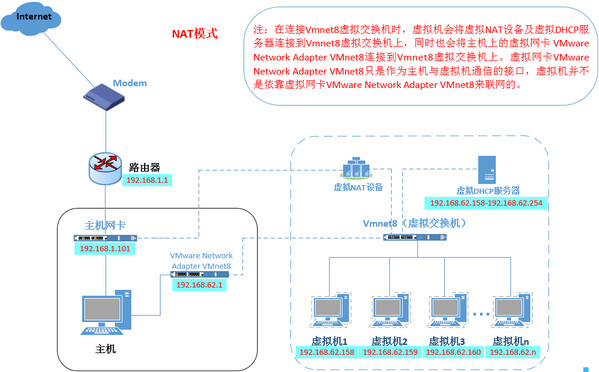 Internet
NAT模式
注：在连接Vmnet8虚拟交换机时，虚拟机会将虚拟NAT设备及虚拟DHCP服
务器连接到Vmnet8虚拟交换机上，同时也会将主机上的虚拟网卡 VMware
Network Adapter VMnet8连接到Vmnet8虚拟交换机上。虚拟网卡VMware
Network Adapter VMnet8只是作为主机与虚拟机通信的接口，虚拟机并不
是依靠虚拟网卡VMware Network Adapter VMnet8来联网的。
Modem
路由器
192.168.1.1
虚拟NAT设备
虚拟DHCP服务器
192.168.62.158-192.168.62.254
主机网卡
192.168.1.101
Vmnet8（虚拟交换机）
VMware Network
Adapter VMnet8
192.168.62.1
主机
虚拟机1
192.168.62.158
虚拟机2
192.168.62.159
虚拟机3
192.168.62.160
虚拟机n
192.168.62.n